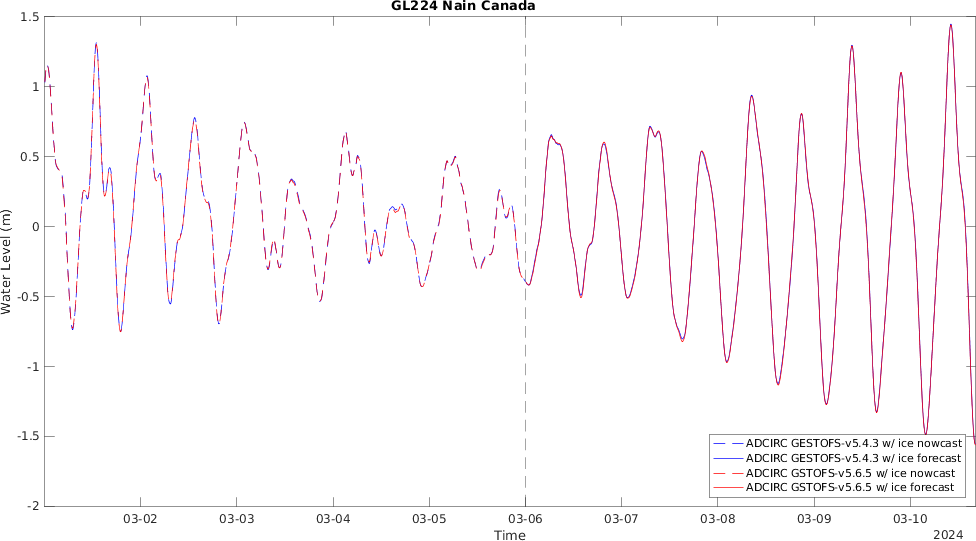 GL224 Nain Canada
1.5
1
0.5
0
-0.5
-1
-1.5
-2
Water Level (m)
ADCIRC GESTOFS-v5.4.3 w/ ice nowcast
ADCIRC GESTOFS-v5.4.3 w/ ice forecast
ADCIRC GSTOFS-v5.6.5 w/ ice nowcast
ADCIRC GSTOFS-v5.6.5 w/ ice forecast
03-02 03-03 03-04 03-05 03-06 03-07 03-08 03-09 03-10
Time
2024